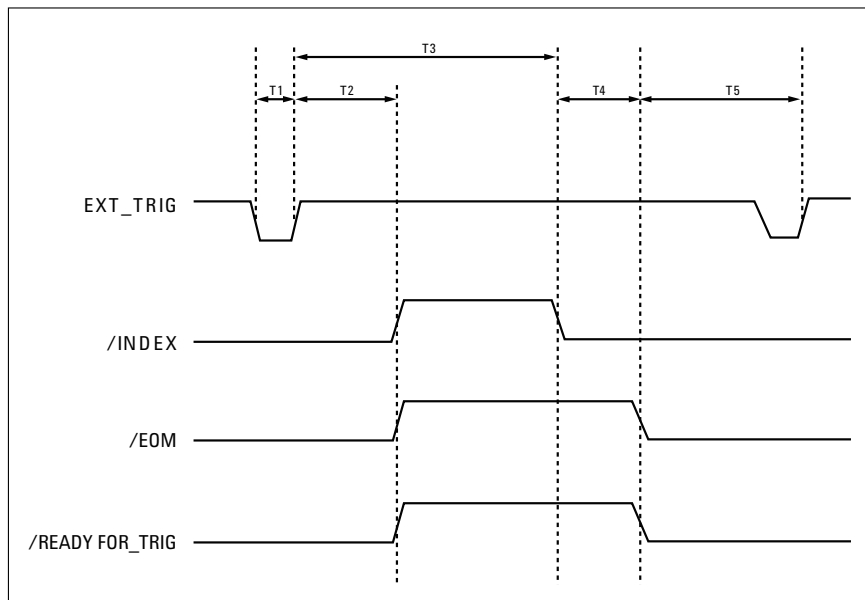 T3
T1
T2
T4
T5
EXT_TRIG
/INDEX
/EOM
/READY FOR_TRIG